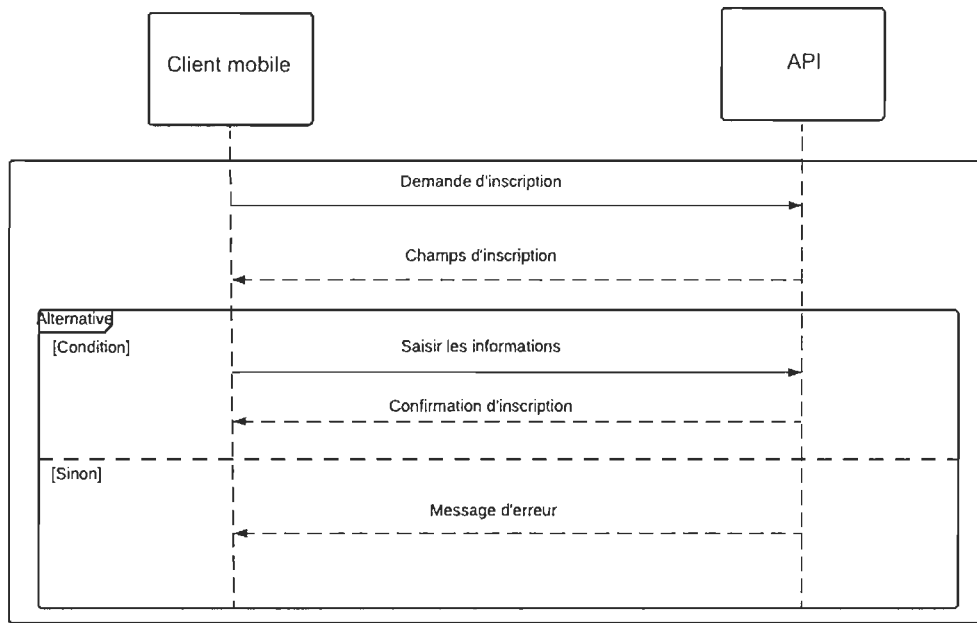 Client mobile
API
Demande d'inscription
Champs d'inscription
Alternative
[Condition]
Saisir les informations
Confirmation d'inscription
[Sinon]
Message d'erreur